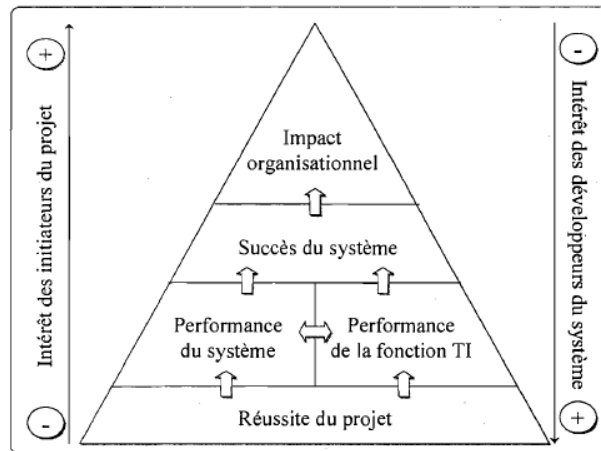 +
-
Intérêt des initiateurs du projet
Impact
organisationnel
Succès du système
Performance
du système
Performance
de la fonction TI
Réussite du projet
-
Intérêt des développeurs du système
+